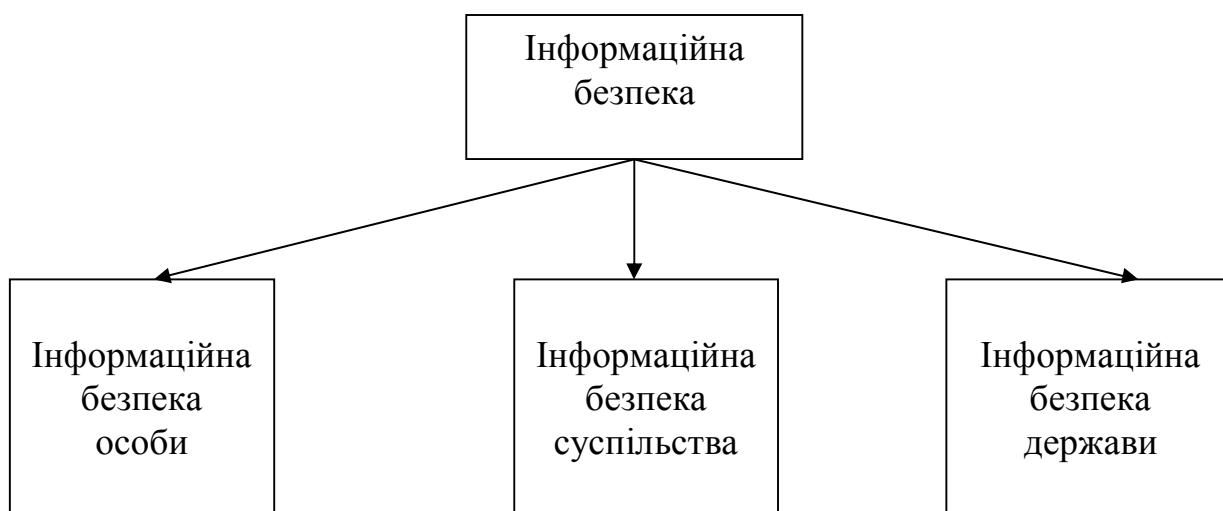 Інформаційна
безпека
Інформаційна
безпека
особи
Інформаційна
безпека
суспільства
Інформаційна
безпека
держави